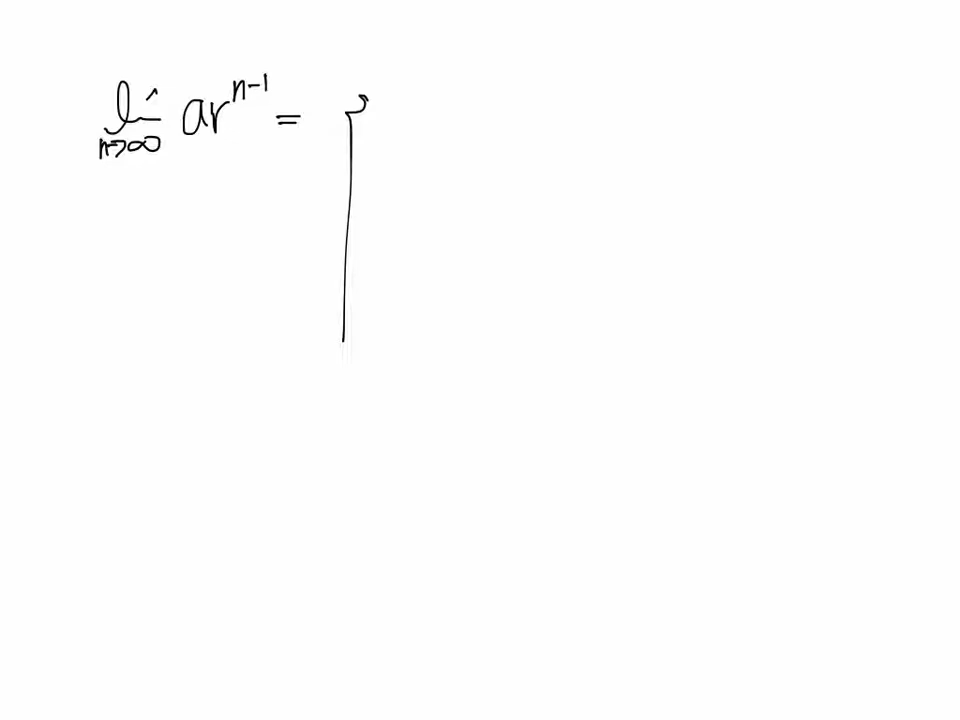 lim n→∞ ar^{n-1} = {